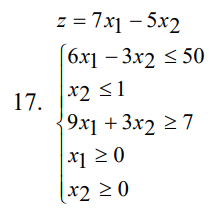 z = 7x1 − 5x2
6x1 − 3x2 ≤ 50
x2 ≤ 1
17. 9x1 + 3x2 ≥ 7
x1 ≥ 0
x2 ≥ 0